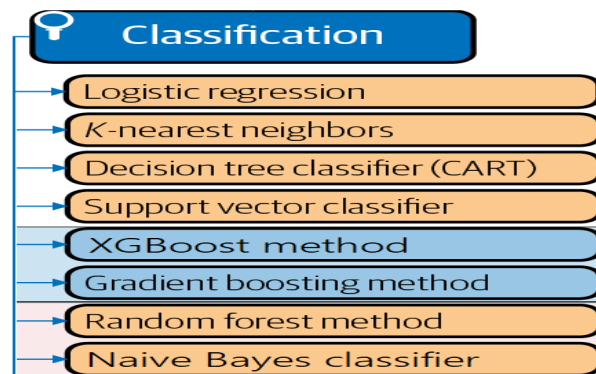 Classification
Logistic regression
K-nearest neighbors
Decision tree classifier (CART)
Support vector classifier
XGBoost method
Gradient boosting method
Random forest method
Naive Bayes classifier